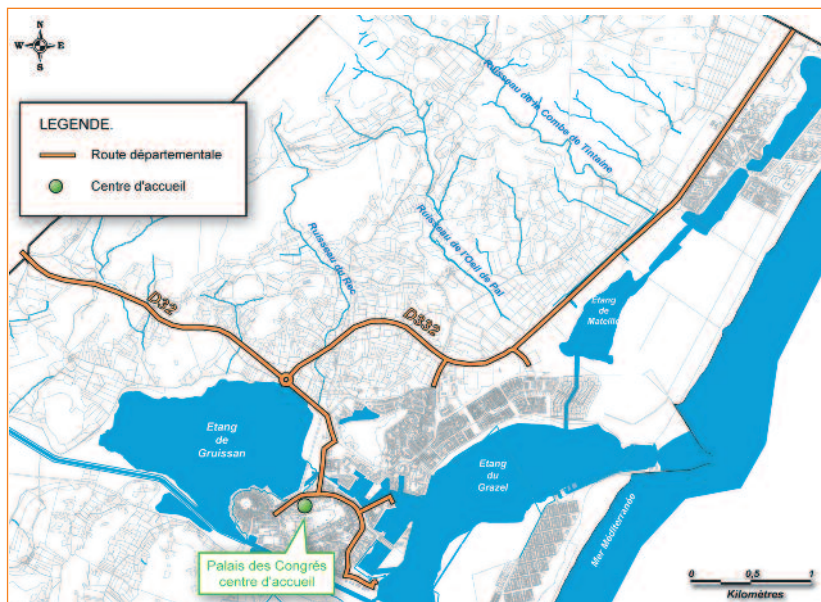 N
W E
S
LEGENDE.
Route départementale
Centre d'accueil
Ruisseau de la Combe de Tintaine
Ruisseau de l'Oeil de Pal
Ruisseau du Rec
D32
D332
Etang
de
Mateille
Etang
de
Gruissan
Etang
du
Grazel
Mer Méditerranée
Palais des Congrés
centre d'accueil
0 0,5 1
Kilomètres